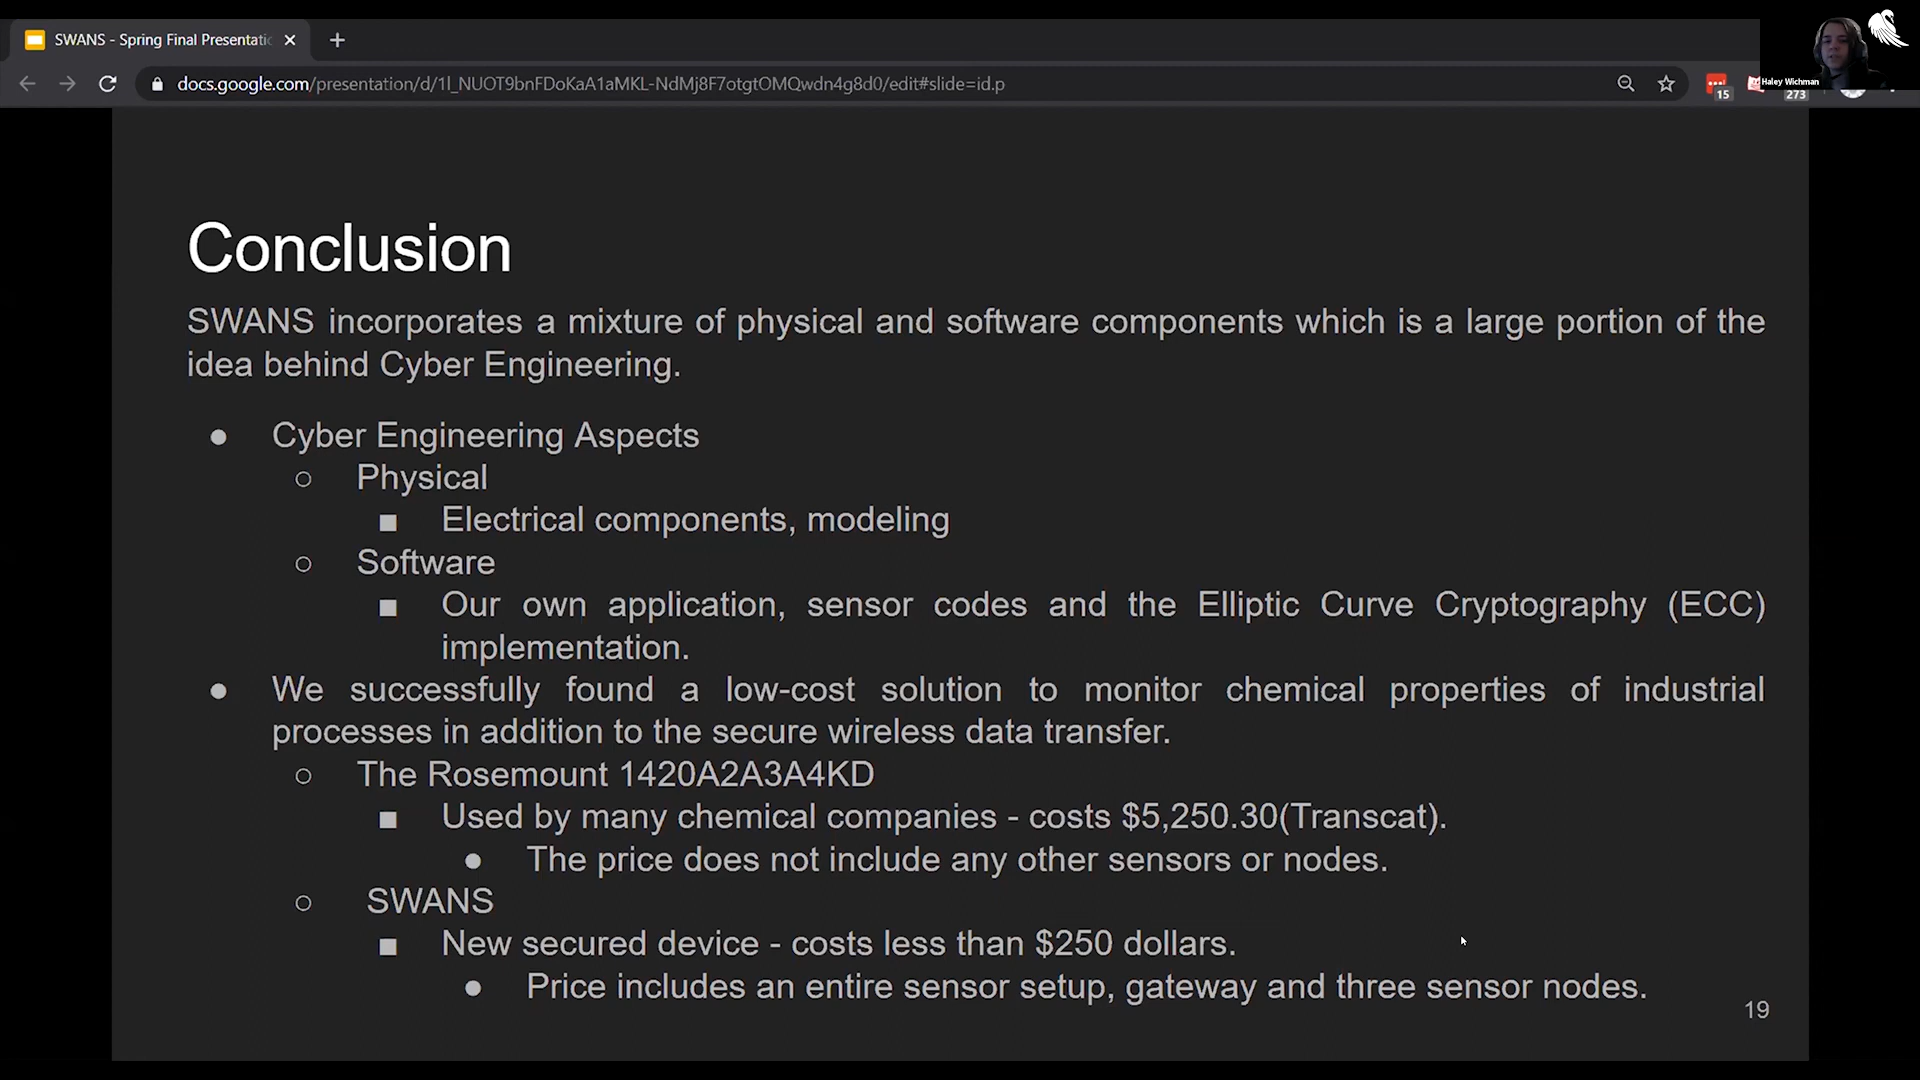 SWANS - Spring Final Presentatic
docs.google.com/presentation/d/1l_NUOT9bnFDoKaA1aMKL-NdMj8F7otgtOMQwdn4g8d0/edit#slide=id.p
15
273
Haley Wichman
Conclusion
SWANS incorporates a mixture of physical and software components which is a large portion of the
idea behind Cyber Engineering.
● Cyber Engineering Aspects
○ Physical
■ Electrical components, modeling
○ Software
■ Our own application, sensor codes and the Elliptic Curve Cryptography (ECC)
implementation.
● We successfully found a low-cost solution to monitor chemical properties of industrial
processes in addition to the secure wireless data transfer.
○ The Rosemount 1420A2A3A4KD
■ Used by many chemical companies - costs $5,250.30(Transcat).
● The price does not include any other sensors or nodes.
○ SWANS
■ New secured device - costs less than $250 dollars.
● Price includes an entire sensor setup, gateway and three sensor nodes.
19